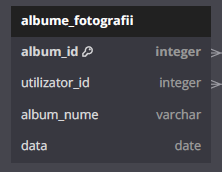 albume_fotografii
album_id integer
utilizator_id integer
album_nume varchar
data date